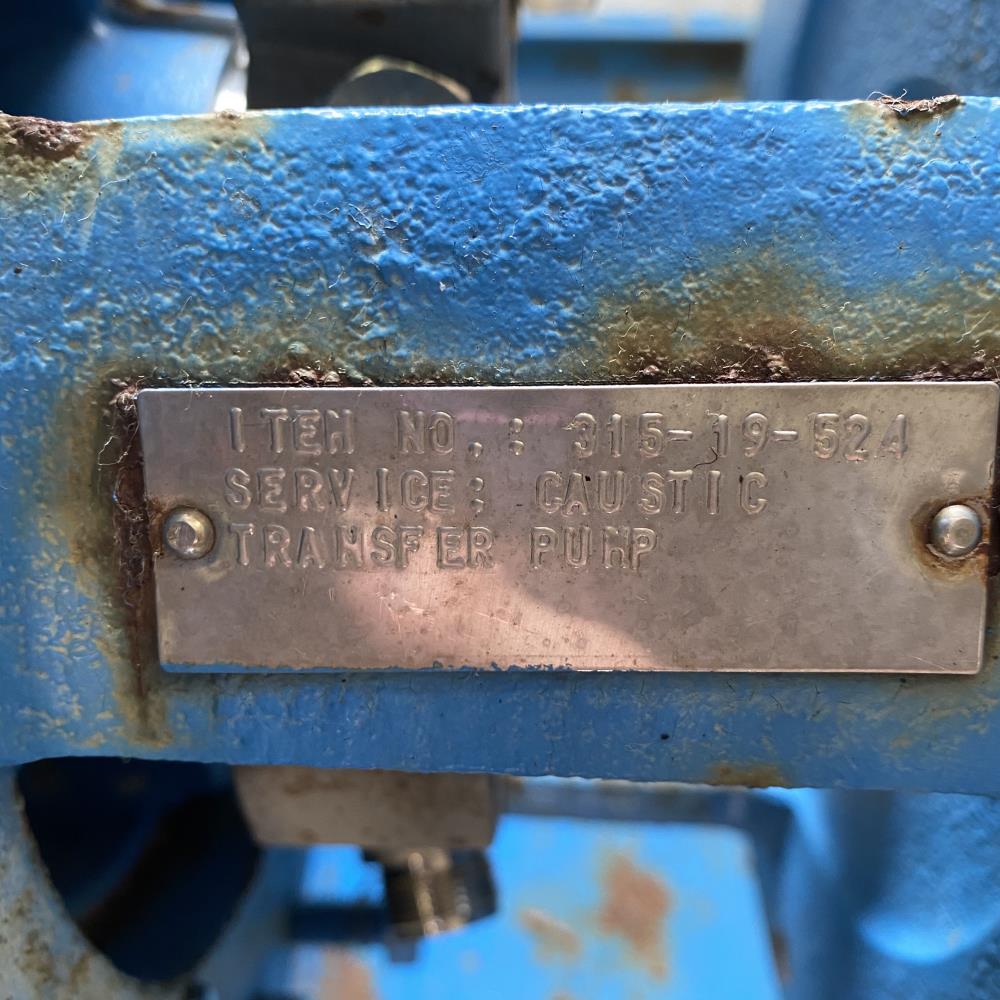 ITEM NO.: 315-19-524
SERVICE: CAUSTIC
TRANSFER PUMP